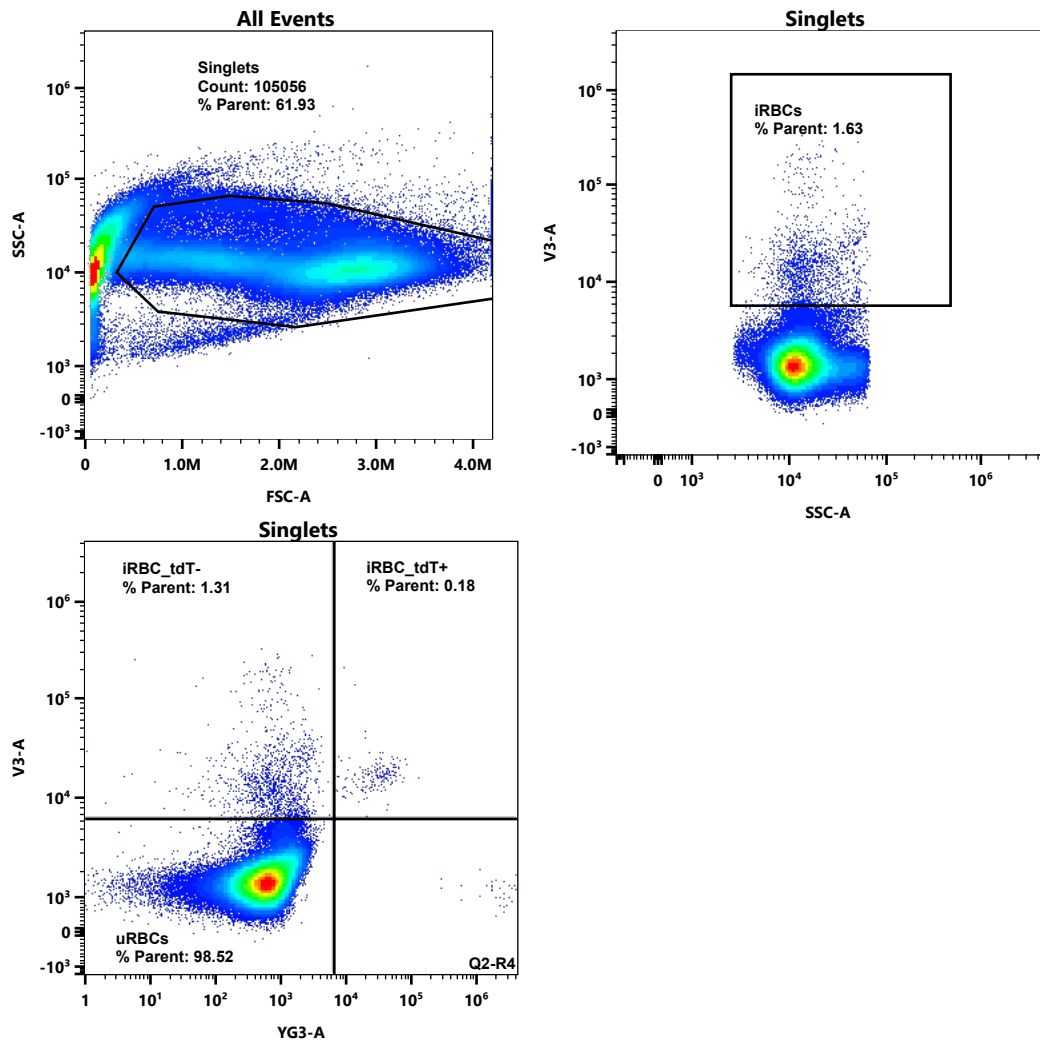 All Events
Singlets
Count: 105056
% Parent: 61.93
10⁶
10⁵
10⁴
10³
0
-10³
SSC-A
0
1.0M
2.0M
3.0M
4.0M
FSC-A
Singlets
iRBCs
% Parent: 1.63
10⁶
10⁵
10⁴
10³
0
-10³
V3-A
0
10³
10⁴
10⁵
10⁶
SSC-A
Singlets
iRBC_tdT-
% Parent: 1.31
iRBC_tdT+
% Parent: 0.18
10⁶
10⁵
10⁴
10³
0
-10³
V3-A
uRBCs
% Parent: 98.52
Q2-R4
1
10¹
10²
10³
10⁴
10⁵
10⁶
YG3-A